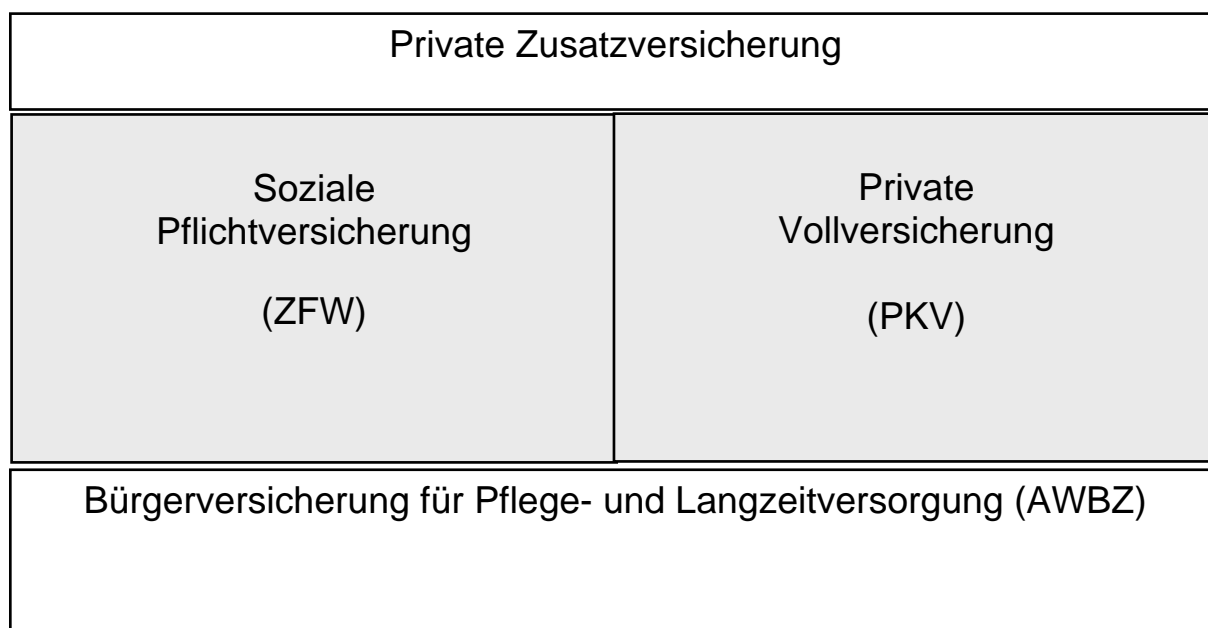 Private Zusatzversicherung
Soziale
Pflichtversicherung
(ZFW)
Private
Vollversicherung
(PKV)
Bürgerversicherung für Pflege- und Langzeitversorgung (AWBZ)